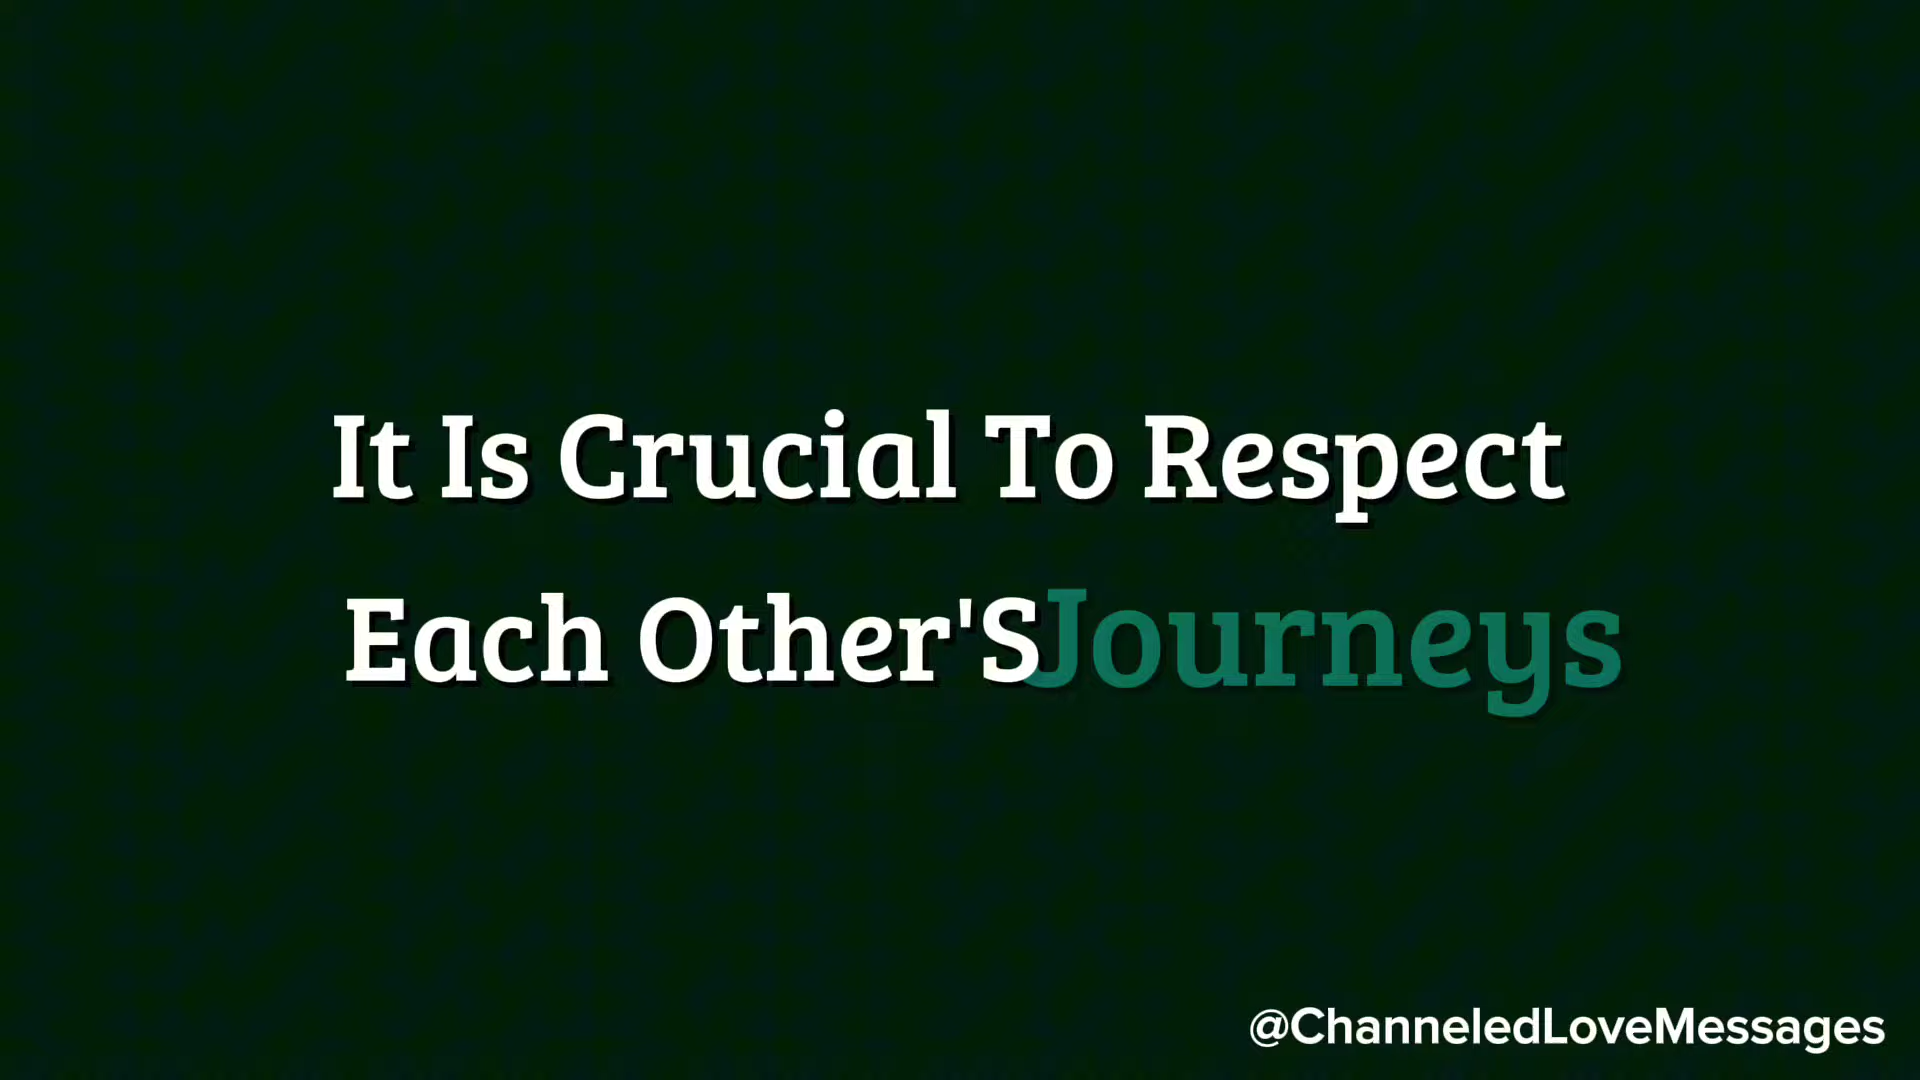 It Is Crucial To Respect
Each Other'S Journeys
@ChanneledLoveMessages